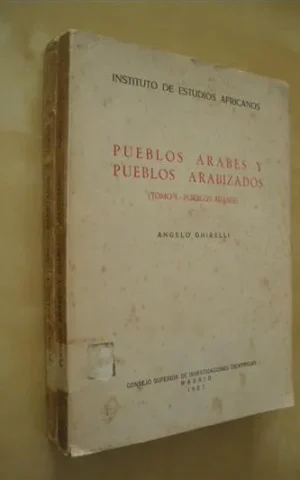 INSTITUTO DE ESTUDIOS AFRICANOS
PUEBLOS ARABES Y
PUEBLOS ARABIZADOS
ANGELO GHIRELLI
CONSEJO SUPERIOR DE INVESTIGACIONES CIENTIFICAS
MADRID